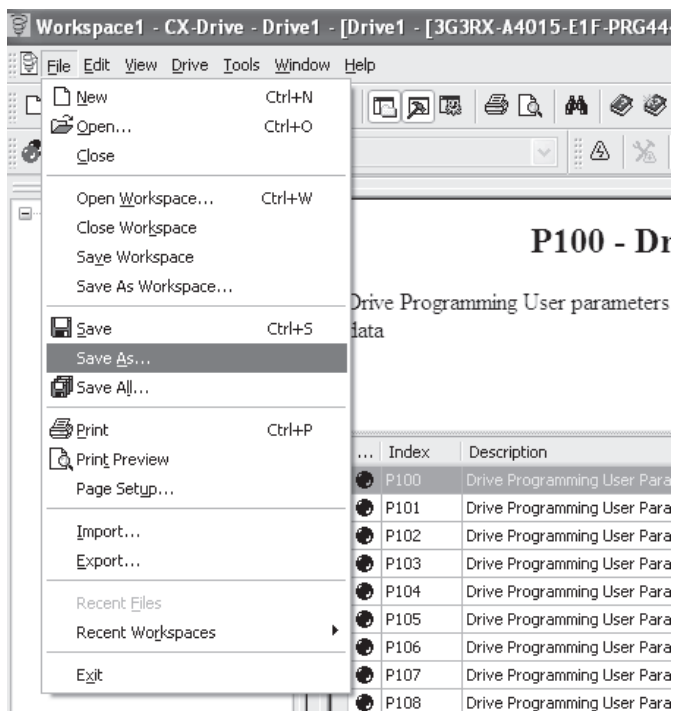 Workspace1 - CX-Drive - Drive1 - [Drive1 - [3G3RX-A4015-E1F-PRG444
File Edit View Drive Tools Window Help
New Ctrl+N
Open... Ctrl+O
Close
Open Workspace... Ctrl+W
Close Workspace
Save Workspace
Save As Workspace...
Save Ctrl+S
Save As...
Save All...
Print Ctrl+P
Print Preview
Page Setup...
Import...
Export...
Recent Files
Recent Workspaces
Exit
P100 - Dr
Drive Programming User parameters
data
... Index Description
P100 Drive Programming User Para
P101 Drive Programming User Para
P102 Drive Programming User Para
P103 Drive Programming User Para
P104 Drive Programming User Para
P105 Drive Programming User Para
P106 Drive Programming User Para
P107 Drive Programming User Para
P108 Drive Programming User Para